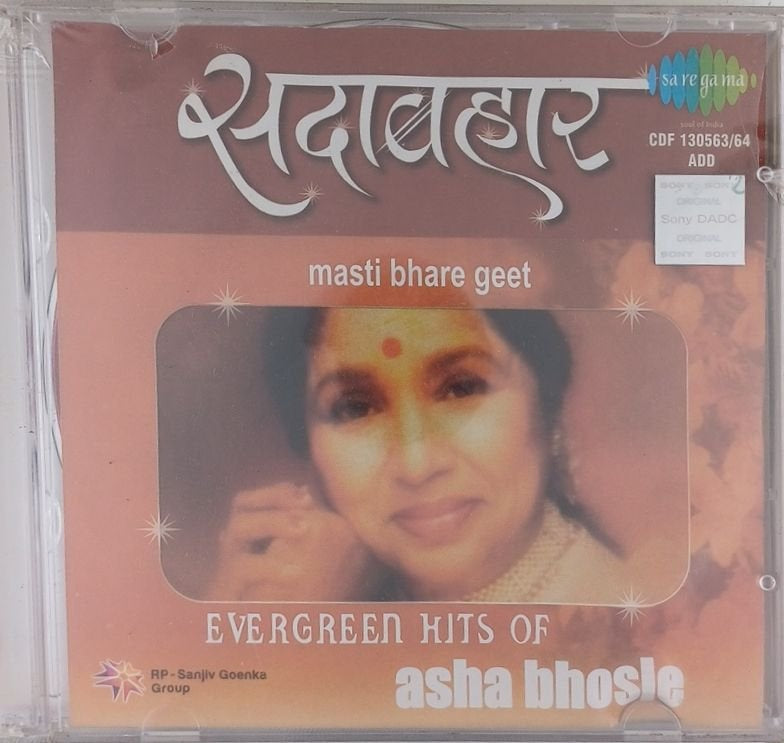 सदाबहार
sa re ga ma
soul of India
CDF 130563/64
ADD
SONY SONY
ORIGINAL
Sony DADC
ORIGINAL
SONY SONY
masti bhare geet
EVERGREEN HITS OF
asha bhosle
RP - Sanjiv Goenka
Group